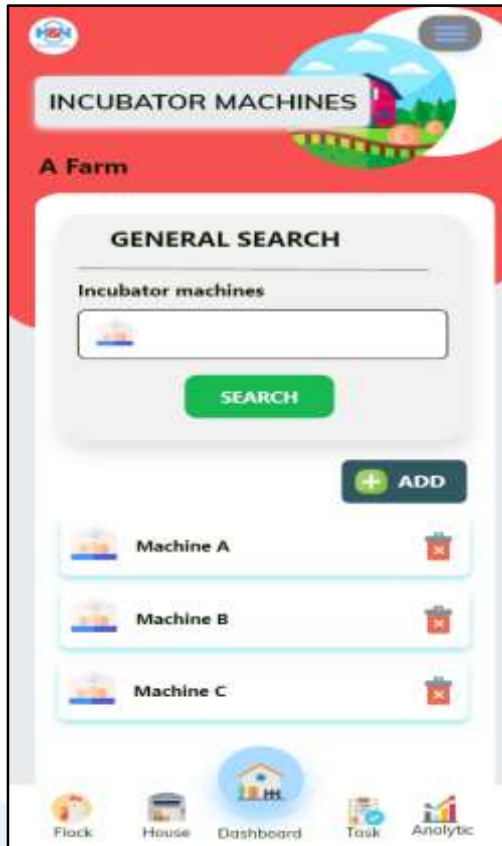 INCUBATOR MACHINES
A Farm
GENERAL SEARCH
Incubator machines
SEARCH
ADD
Machine A
Machine B
Machine C
Flock
House
Dashboard
Task
Analytic